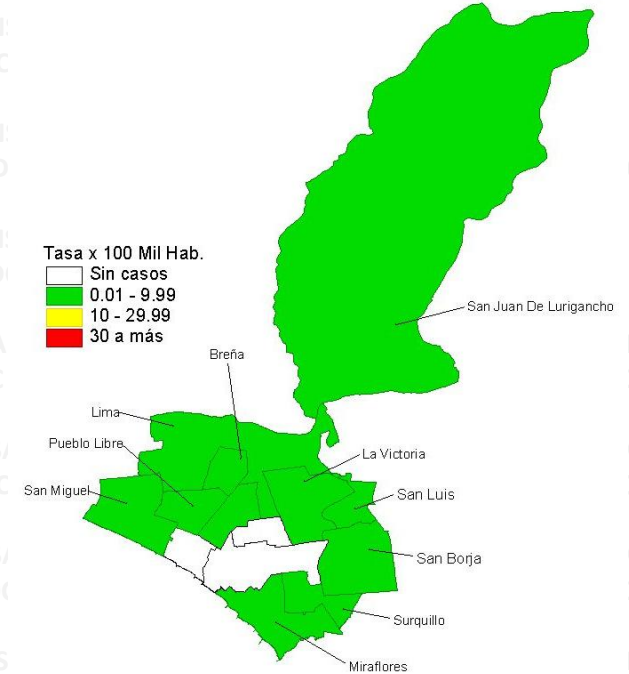 Tasa x 100 Mil Hab.
Sin casos
0.01 - 9.99
10 - 29.99
30 a más
San Juan De Lurigancho
Breña
Lima
Pueblo Libre
La Victoria
San Miguel
San Luis
San Borja
Surquillo
Miraflores